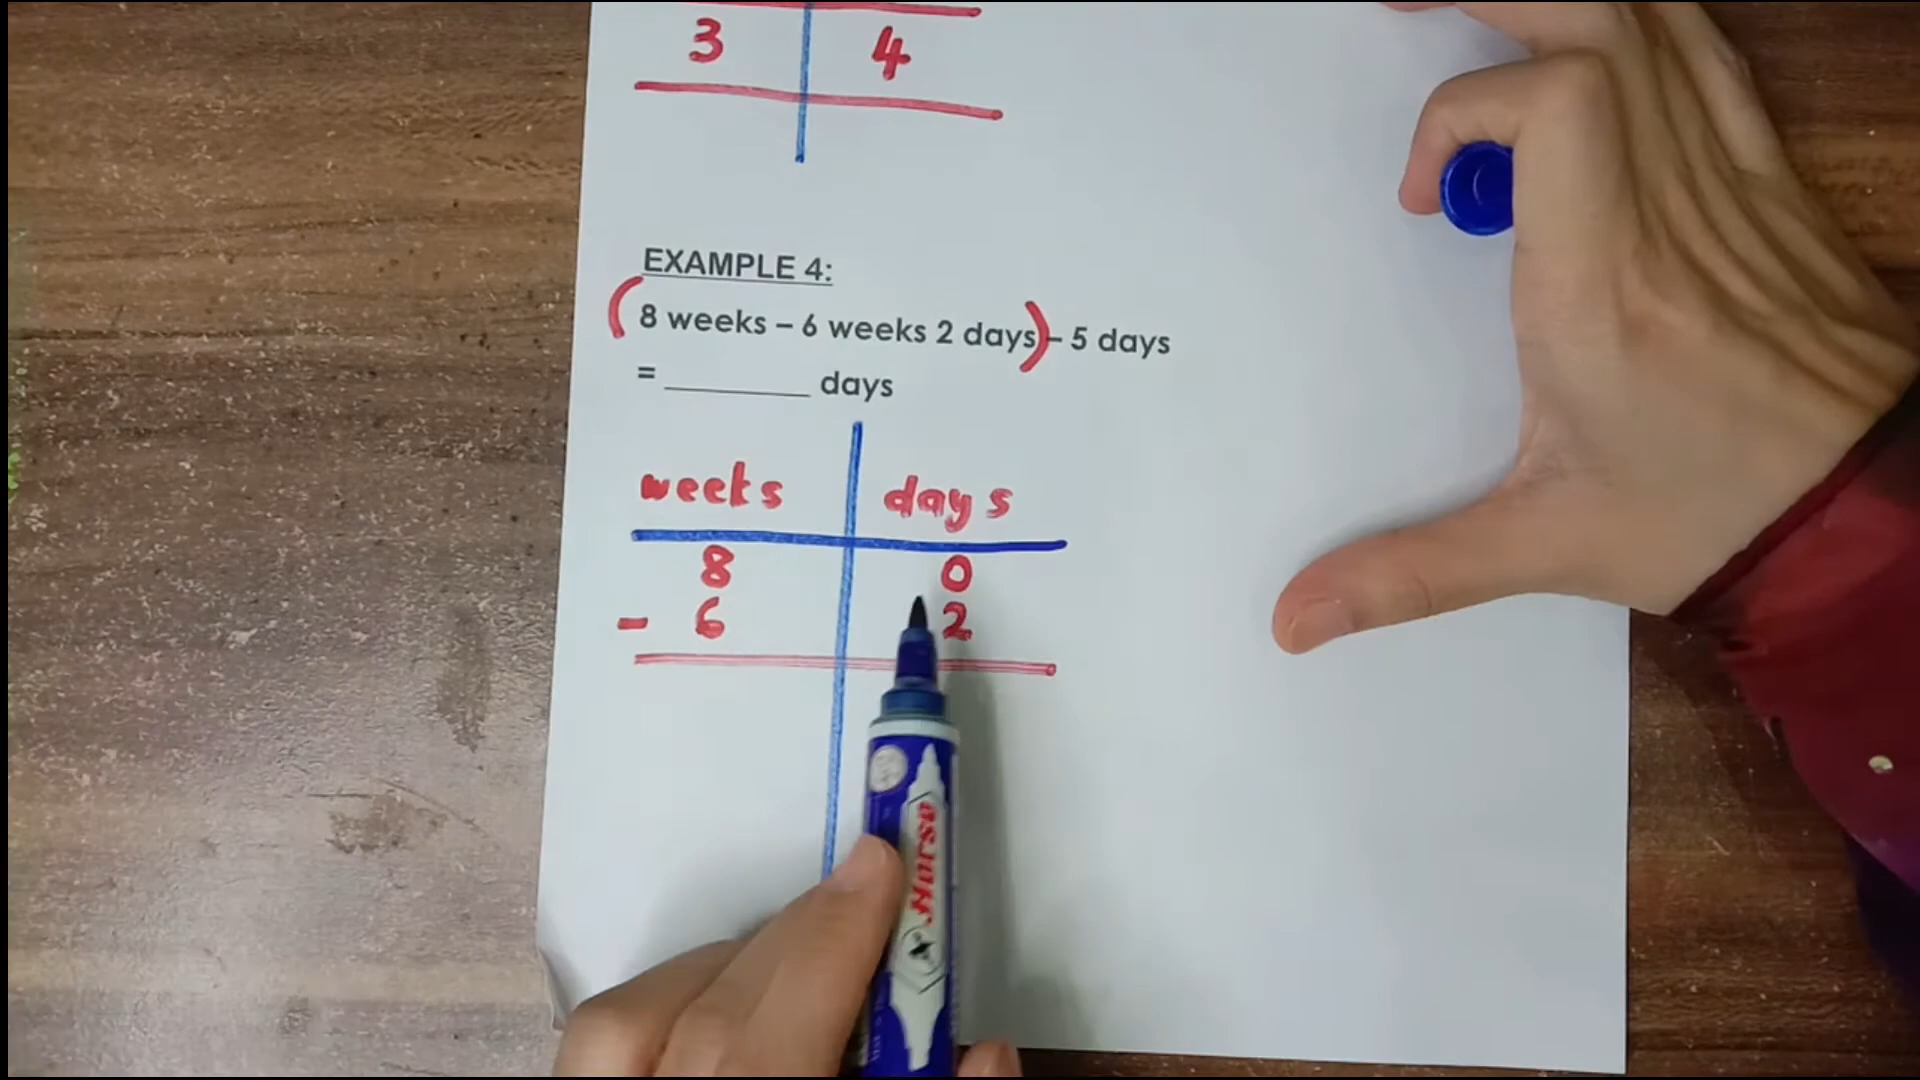 3 4
EXAMPLE 4:
(8 weeks – 6 weeks 2 days) – 5 days
= ________ days
weeks days
8 0
- 6 2
Horse